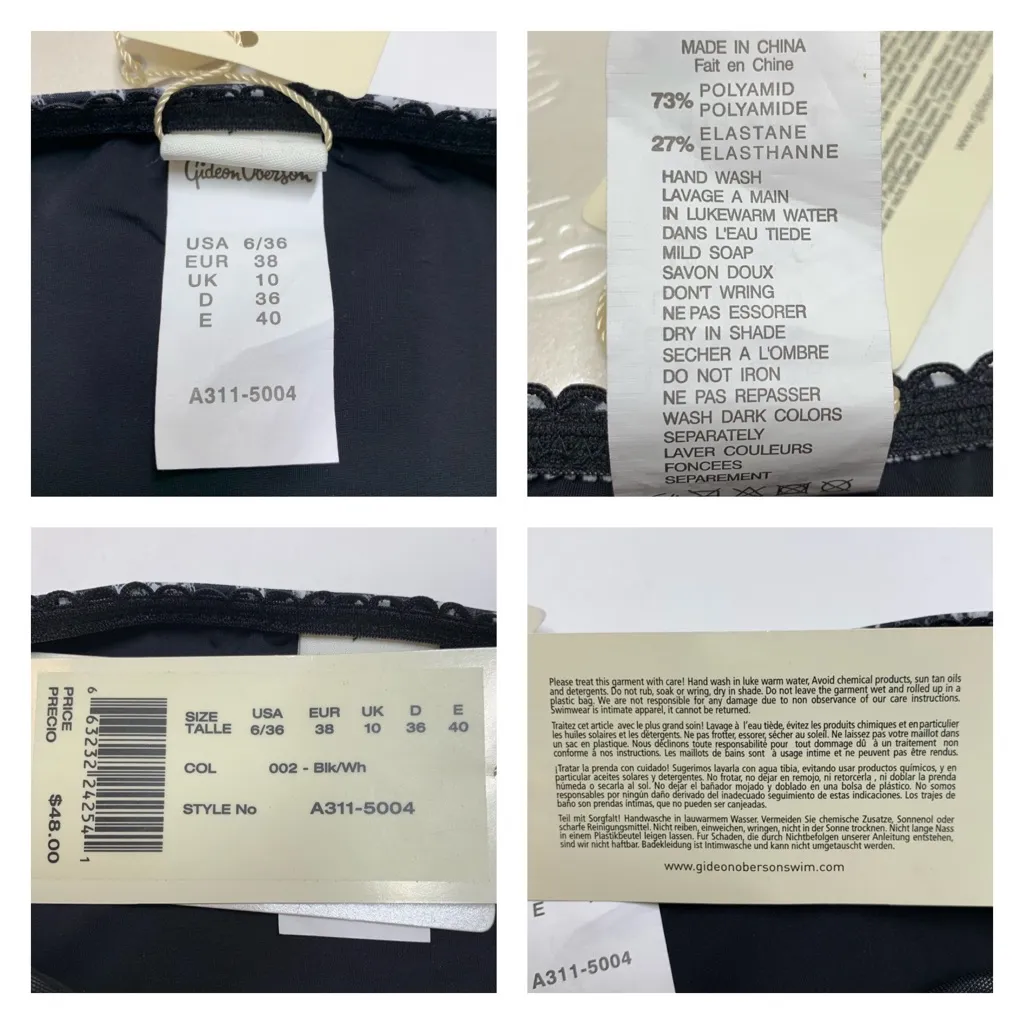 Gideon Oberson
USA 6/36
EUR 38
UK 10
D 36
E 40
A311-5004
MADE IN CHINA
Fait en Chine
73% POLYAMID
POLYAMIDE
27% ELASTANE
ELASTHANNE
HAND WASH
LAVAGE A MAIN
IN LUKEWARM WATER
DANS L'EAU TIEDE
MILD SOAP
SAVON DOUX
DON'T WRING
NE PAS ESSORER
DRY IN SHADE
SECHER A L'OMBRE
DO NOT IRON
NE PAS REPASSER
WASH DARK COLORS
SEPARATELY
LAVER COULEURS
FONCEES
SEPAREMENT
www.gideon
PRICE
PRECIO
$48.00
6 63232 24254 1
SIZE USA EUR UK D E
TALLE 6/36 38 10 36 40
COL 002 - Blk/Wh
STYLE No A311-5004
Please treat this garment with care! Hand wash in luke warm water, Avoid chemical products, sun tan oils
and detergents. Do not rub, soak or wring, dry in shade. Do not leave the garment wet and rolled up in a
plastic bag. We are not responsible for any damage due to non observance of our care instructions.
Swimwear is intimate apparel, it cannot be returned.
Traitez cet article avec le plus grand soin! Lavage à l'eau tiède, évitez les produits chimiques et en particulier
les huiles solaires et les détergents. Ne pas frotter, essorer, sécher au soleil. Ne laissez pas votre maillot dans
un sac en plastique. Nous déclinons toute responsabilité pour tout dommage dû à un traitement non
conforme à nos instructions. Les maillots de bains sont à usage intime et ne peuvent pas être rendus.
¡Tratar la prenda con cuidado! Sugerimos lavarla con agua tibia, evitando usar productos químicos, y en
particular aceites solares y detergentes. No frotar, no dejar en remojo, ni retorcerla , ni doblar la prenda
húmeda o secarla al sol. No dejar el bañador mojado y doblado en una bolsa de plástico. No somos
responsables por ningún daño derivado del inadecuado seguimiento de estas indicaciones. Los trajes de
baño son prendas íntimas, que no pueden ser canjeadas.
Teil mit Sorgfalt! Handwasche in lauwarmem Wasser. Vermeiden Sie chemische Zusatze, Sonnenol oder
scharfe Reinigungsmittel. Nicht reiben, einweichen, wringen, nicht in der Sonne trocknen. Nicht lange Nass
in einem Plastikbeutel leigen lassen. Fur Schaden, die durch Nichtbefolgen unserer Anleitung entstehen,
sind wir nicht haftbar. Badekleidung ist Intimwasche und kann nicht umgetauscht werden.
www.gideonobersonswim.com
E
A311-5004